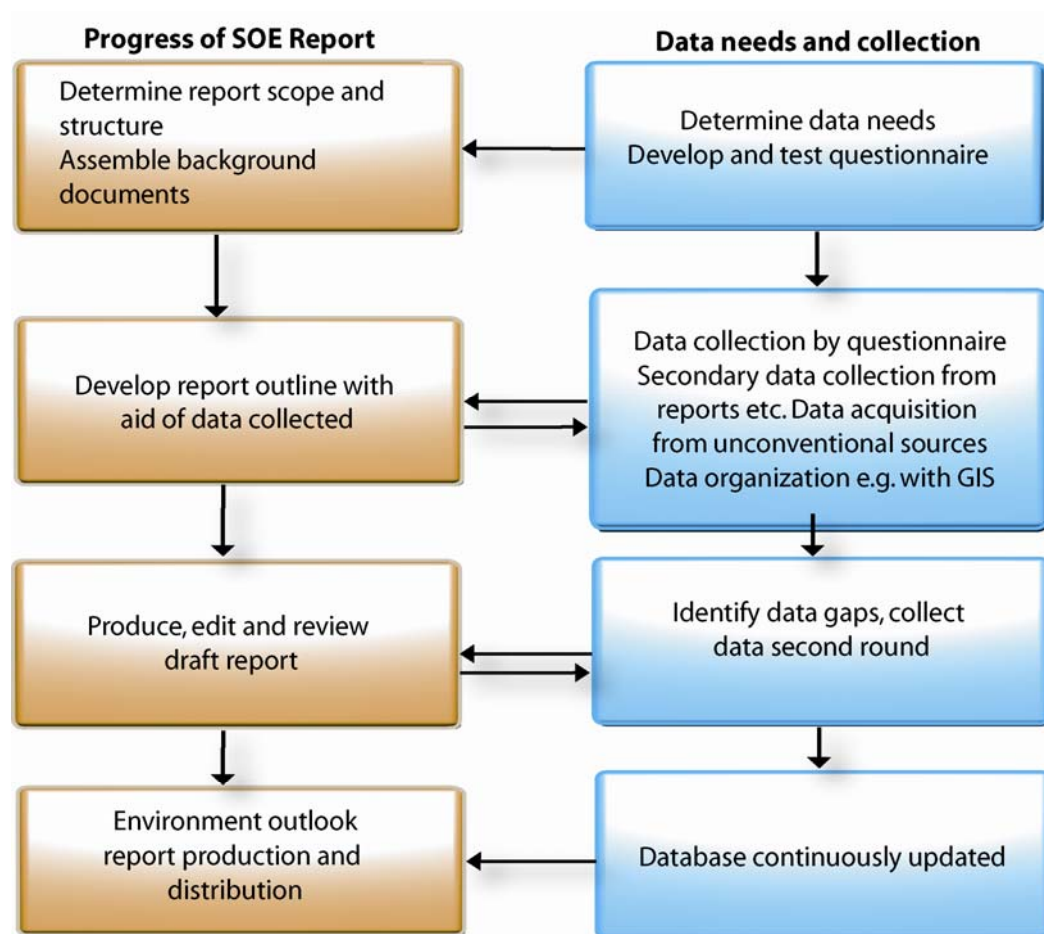 Progress of SOE Report
Data needs and collection
Determine report scope and
structure
Assemble background
documents
Determine data needs
Develop and test questionnaire
Develop report outline with
aid of data collected
Data collection by questionnaire
Secondary data collection from
reports etc. Data acquisition
from unconventional sources
Data organization e.g. with GIS
Produce, edit and review
draft report
Identify data gaps, collect
data second round
Environment outlook
report production and
distribution
Database continuously updated